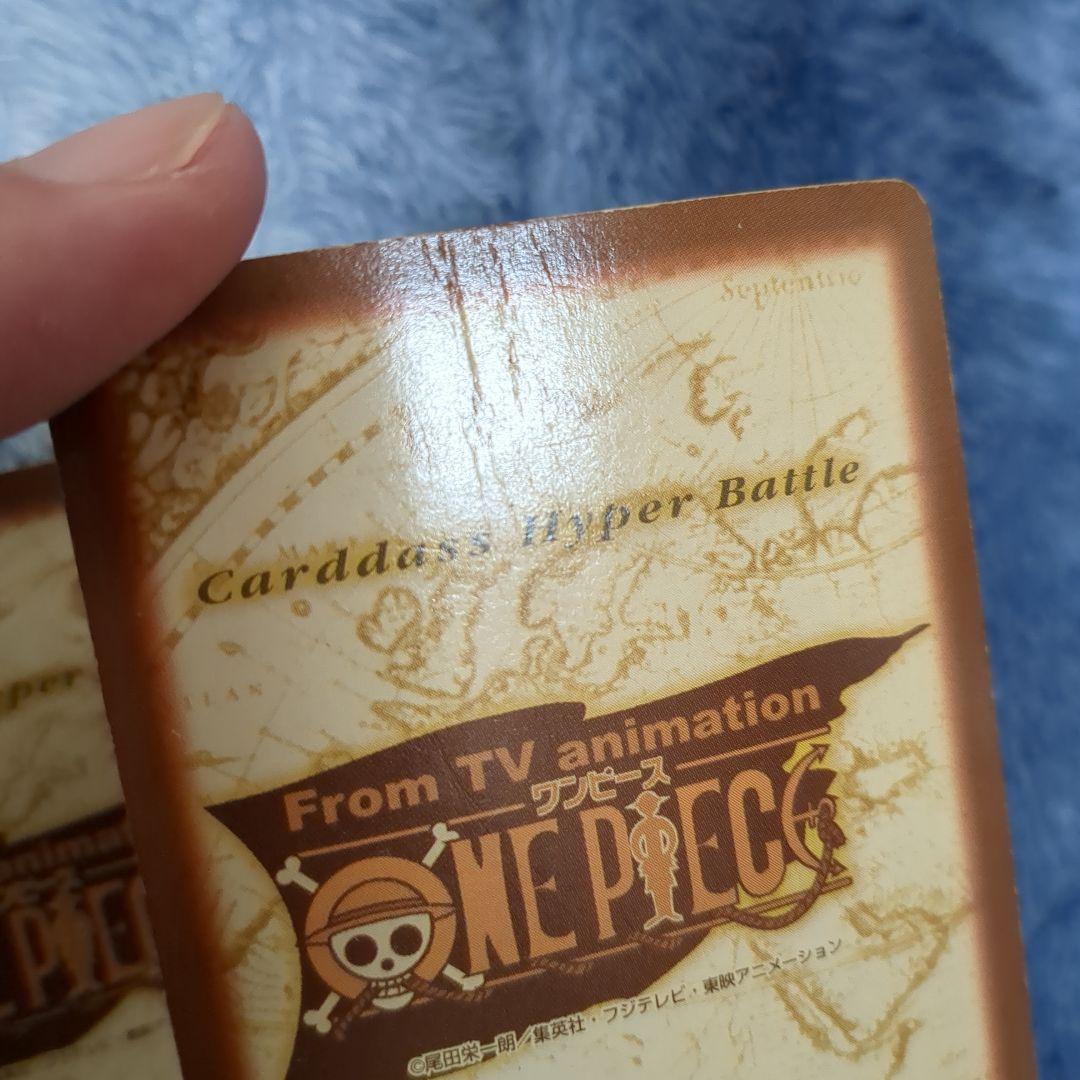 Septentrio
Carddass Hyper Battle
From TV animation
ワンピース
ONE PIECE
©尾田栄一朗／集英社・フジテレビ・東映アニメーション